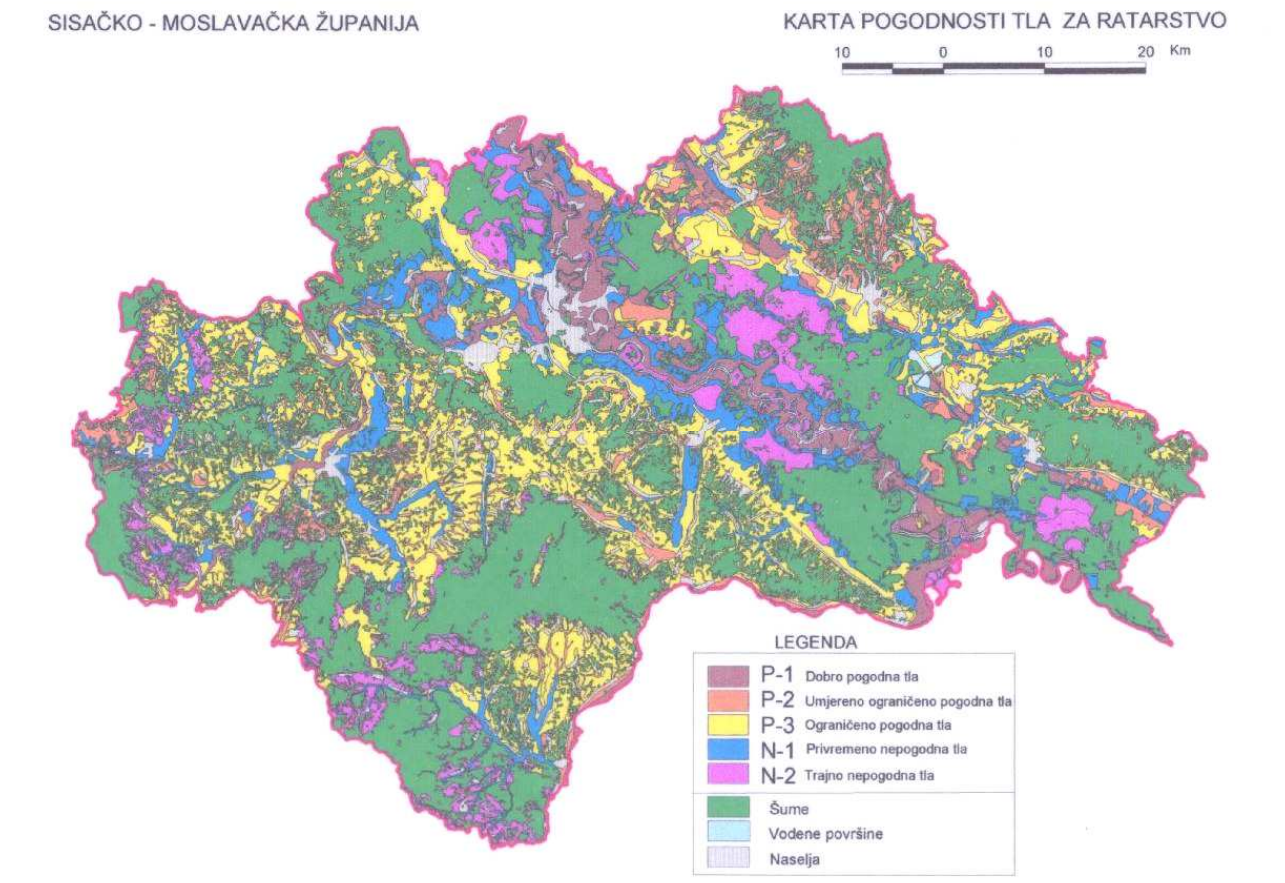 SISAČKO - MOSLAVAČKA ŽUPANIJA
KARTA POGODNOSTI TLA ZA RATARSTVO
10 0 10 20 Km
LEGENDA
P-1 Dobro pogodna tla
P-2 Umjereno ograničeno pogodna tla
P-3 Ograničeno pogodna tla
N-1 Privremeno nepogodna tla
N-2 Trajno nepogodna tla
Šume
Vodene površine
Naselja